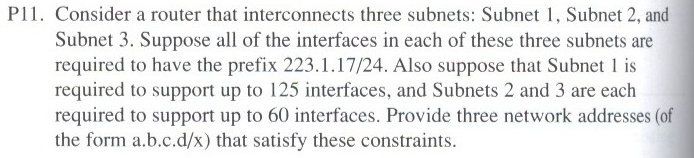 P11. Consider a router that interconnects three subnets: Subnet 1, Subnet 2, and
Subnet 3. Suppose all of the interfaces in each of these three subnets are
required to have the prefix 223.1.17/24. Also suppose that Subnet 1 is
required to support up to 125 interfaces, and Subnets 2 and 3 are each
required to support up to 60 interfaces. Provide three network addresses (of
the form a.b.c.d/x) that satisfy these constraints.